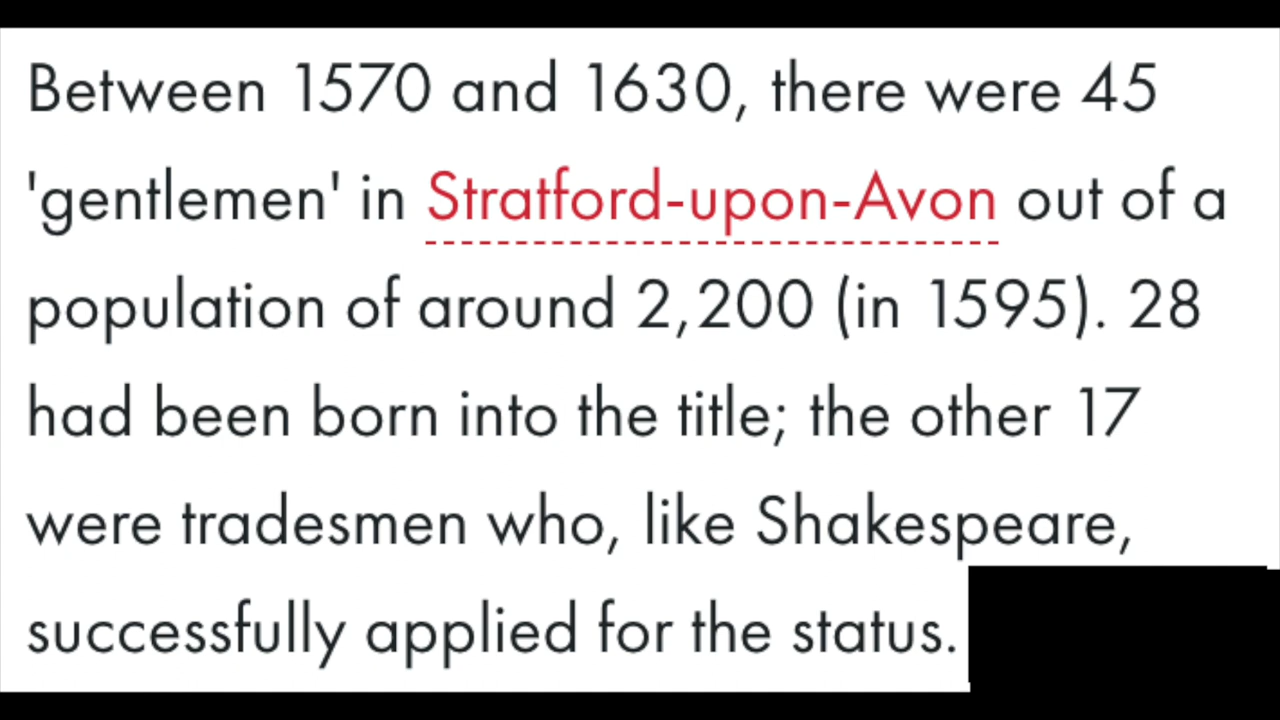 Between 1570 and 1630, there were 45
'gentlemen' in Stratford-upon-Avon out of a
population of around 2,200 (in 1595). 28
had been born into the title; the other 17
were tradesmen who, like Shakespeare,
successfully applied for the status.